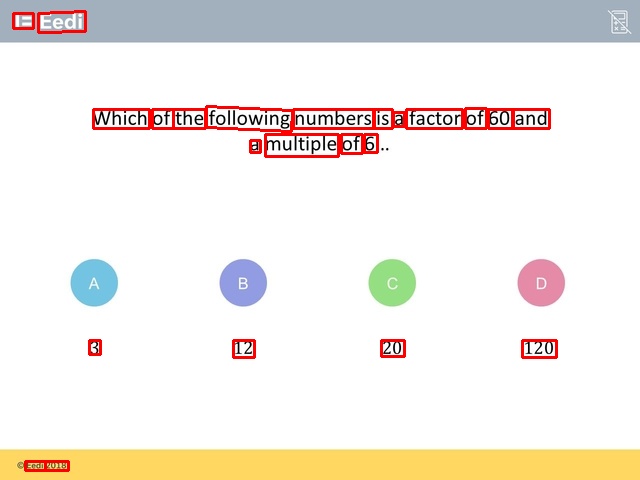 Eedi
Which of the following numbers is a factor of 60 and
a multiple of 6 ..
A
B
C
D
3
12
20
120
© Eedi 2018